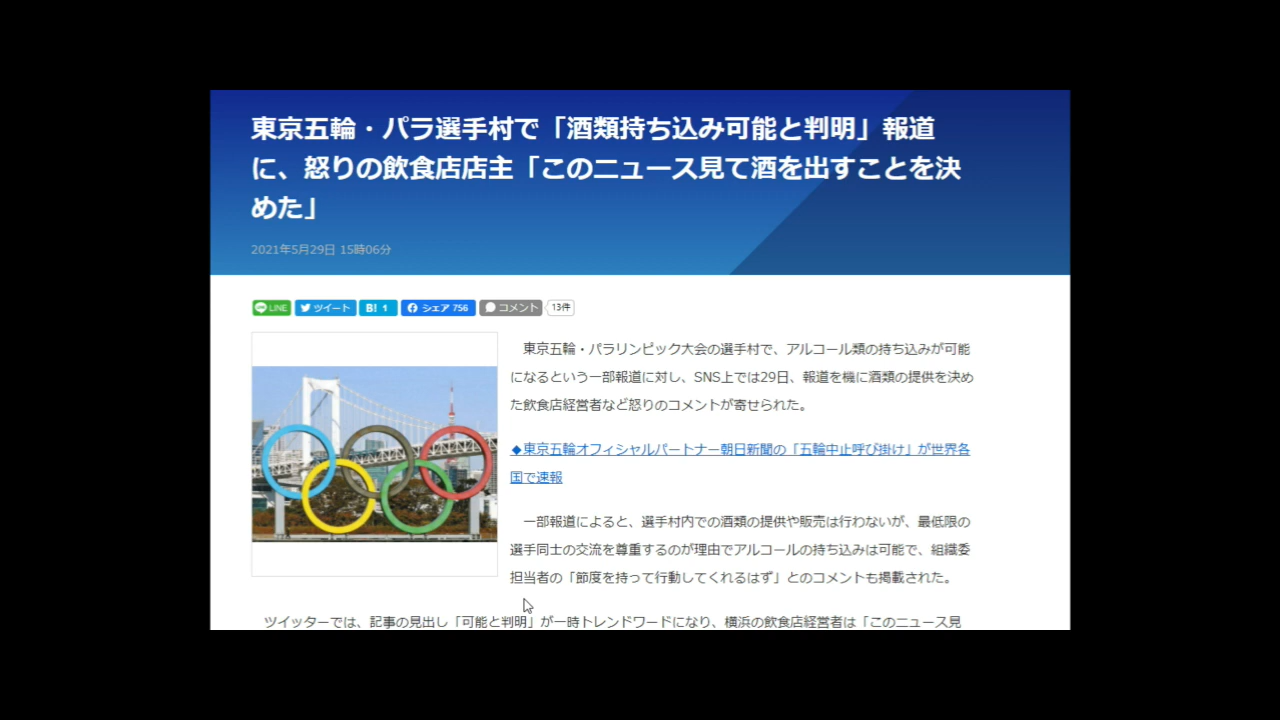 東京五輪・パラ選手村で「酒類持ち込み可能と判明」報道
に、怒りの飲食店店主「このニュース見て酒を出すことを決
めた」
2021年5月29日 15時06分
LINE ツイート B! 1 シェア 756 コメント 13件
東京五輪・パラリンピック大会の選手村で、アルコール類の持ち込みが可能
になるという一部報道に対し、SNS上では29日、報道を機に酒類の提供を決め
た飲食店経営者など怒りのコメントが寄せられた。
◆東京五輪オフィシャルパートナー朝日新聞の「五輪中止呼び掛け」が世界各
国で速報
一部報道によると、選手村内での酒類の提供や販売は行わないが、最低限の
選手同士の交流を尊重するのが理由でアルコールの持ち込みは可能で、組織委
担当者の「節度を持って行動してくれるはず」とのコメントも掲載された。
ツイッターでは、記事の見出し「可能と判明」が一時トレンドワードになり、横浜の飲食店経営者は「このニュース見